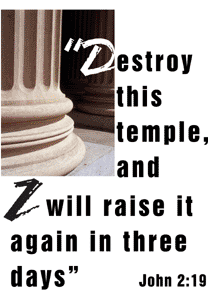 "Destroy
this
temple,
and
I will raise it
again in three
days"
John 2:19